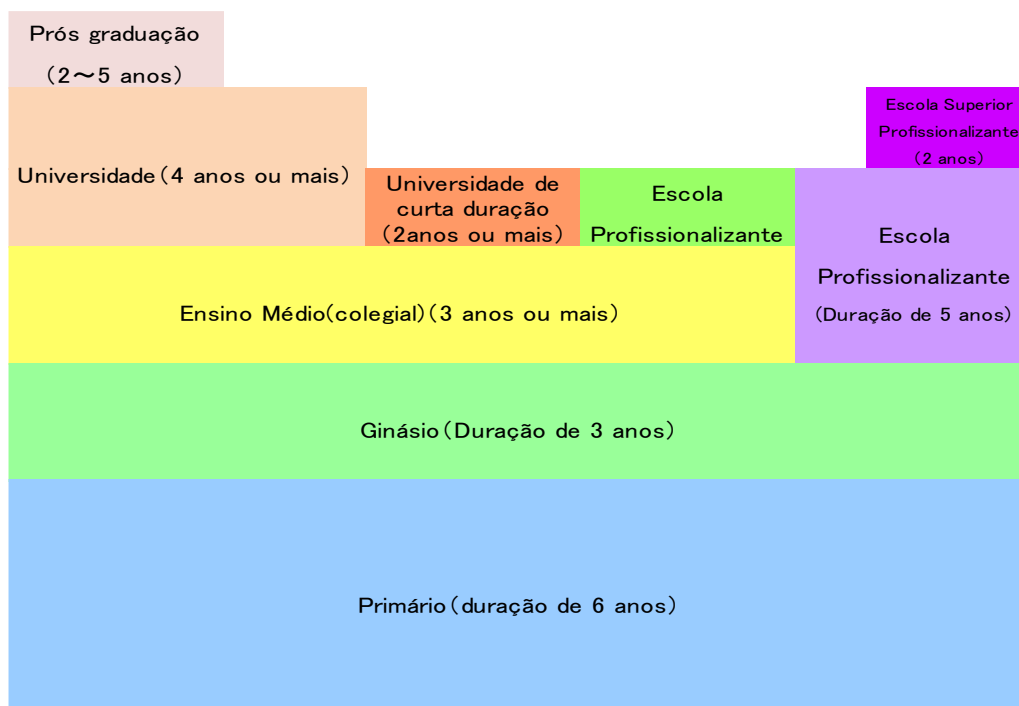 Prós graduação
（2～5 anos）
Escola Superior
Profissionalizante
（2 anos）
Universidade（4 anos ou mais）
Universidade de
curta duração
（2anos ou mais）
Escola
Profissionalizante
Escola
Profissionalizante
（Duração de 5 anos）
Ensino Médio(colegial)（3 anos ou mais）
Ginásio（Duração de 3 anos）
Primário（duração de 6 anos）